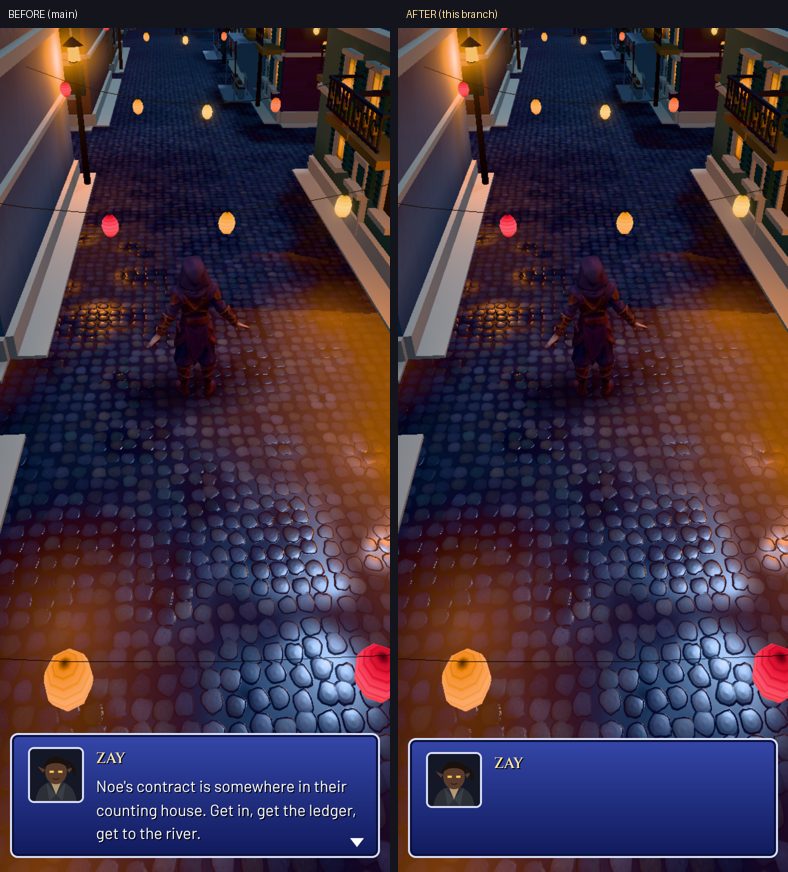 BEFORE (main)
AFTER (this branch)
ZAY
Noe's contract is somewhere in their
counting house. Get in, get the ledger,
get to the river.
ZAY